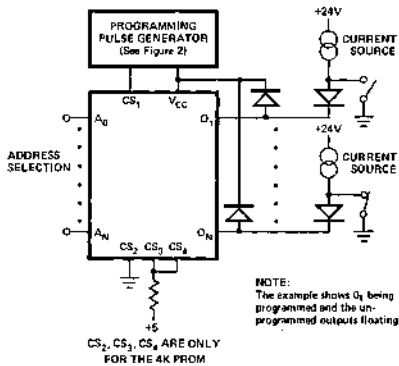 PROGRAMMING
PULSE GENERATOR
(See Figure 2)
+24V
CURRENT
SOURCE
CS1
VCC
A0
O1
+24V
ADDRESS
SELECTION
CURRENT
SOURCE
AN
ON
CS2 CS3 CS4
+5
NOTE:
The example shows O1 being
programmed and the un-
programmed outputs floating
CS2, CS3, CS4 ARE ONLY
FOR THE 4K PROM